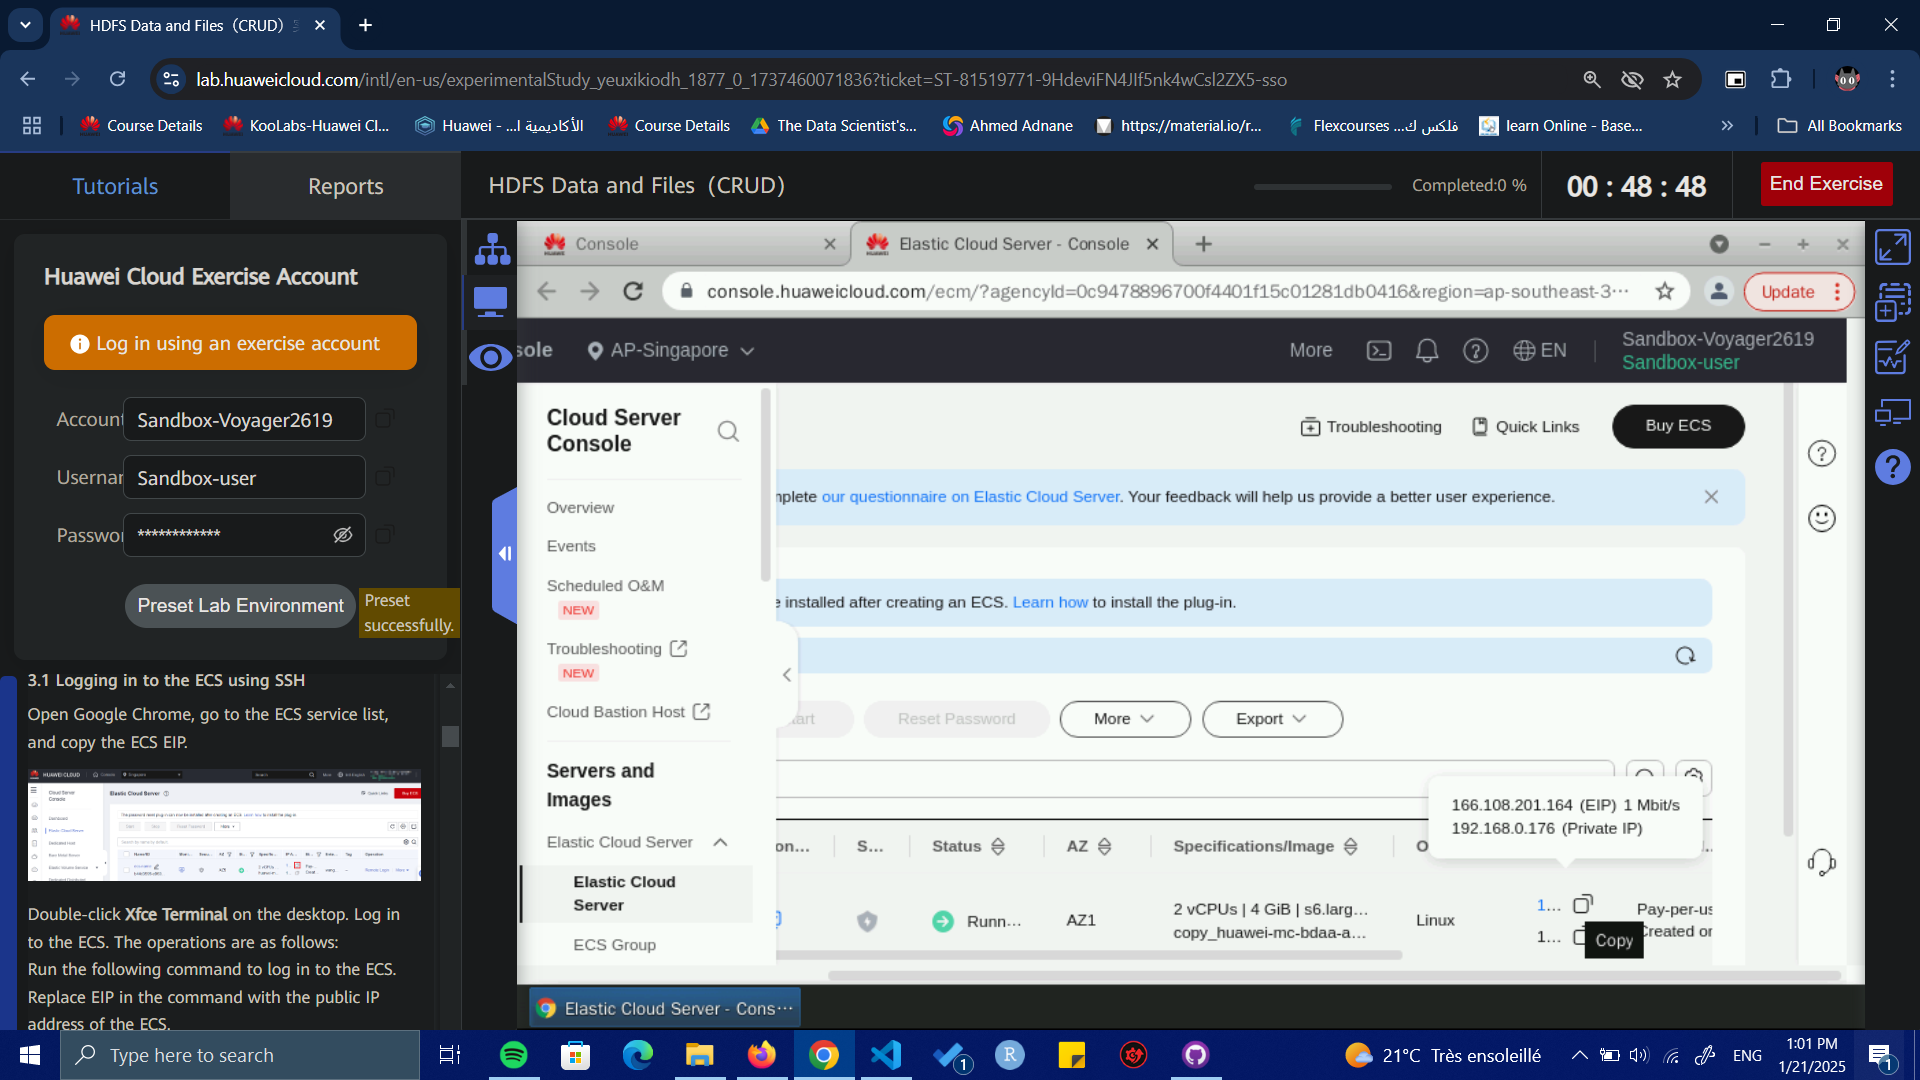 HDFS Data and Files（CRUD）
lab.huaweicloud.com/intl/en-us/experimentalStudy_yeuxikiodh_1877_0_1737460071836?ticket=ST-81519771-9HdeviFN4JIf5nk4wCsl2ZX5-sso
Course Details
KooLabs-Huawei Cl...
Huawei - ...الأكاديمية ا
Course Details
The Data Scientist's...
Ahmed Adnane
https://material.io/r...
Flexcourses ...فلكس ك
learn Online - Base...
All Bookmarks
Tutorials
Reports
HDFS Data and Files（CRUD）
Completed:0 %
00 : 48 : 48
End Exercise
Huawei Cloud Exercise Account
Log in using an exercise account
Account
Sandbox-Voyager2619
Usernar
Sandbox-user
Passwor
************
Preset Lab Environment
Preset
successfully.
3.1 Logging in to the ECS using SSH
Open Google Chrome, go to the ECS service list,
and copy the ECS EIP.
Double-click Xfce Terminal on the desktop. Log in
to the ECS. The operations are as follows:
Run the following command to log in to the ECS.
Replace EIP in the command with the public IP
address of the ECS.
Console
Elastic Cloud Server - Console
console.huaweicloud.com/ecm/?agencyId=0c9478896700f4401f15c01281db0416&region=ap-southeast-3···
Update
sole
AP-Singapore
More
EN
Sandbox-Voyager2619
Sandbox-user
Cloud Server
Console
Overview
Events
Scheduled O&M
NEW
Troubleshooting
NEW
Cloud Bastion Host
Servers and
Images
Elastic Cloud Server
Elastic Cloud
Server
ECS Group
Troubleshooting
Quick Links
Buy ECS
mplete our questionnaire on Elastic Cloud Server. Your feedback will help us provide a better user experience.
e installed after creating an ECS. Learn how to install the plug-in.
tart
Reset Password
More
Export
166.108.201.164 (EIP) 1 Mbit/s
192.168.0.176 (Private IP)
on...
S...
Status
AZ
Specifications/Image
O
Runn...
AZ1
2 vCPUs | 4 GiB | s6.larg...
copy_huawei-mc-bdaa-a...
Linux
1...
1...
Pay-per-us
Created or
Copy
Elastic Cloud Server - Cons···
Type here to search
1
21°C Très ensoleillé
ENG
1:01 PM
1/21/2025
1